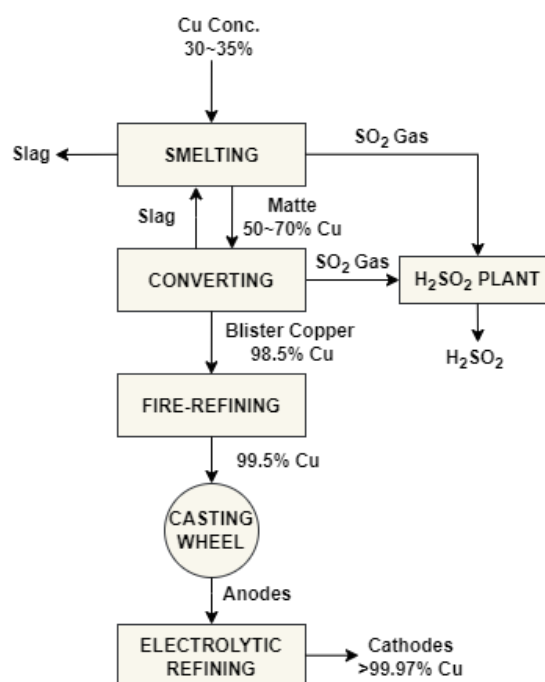 Cu Conc.
30~35%
SMELTING
Slag
SO₂ Gas
Slag
Matte
50~70% Cu
CONVERTING
SO₂ Gas
H₂SO₂ PLANT
H₂SO₂
Blister Copper
98.5% Cu
FIRE-REFINING
99.5% Cu
CASTING
WHEEL
Anodes
ELECTROLYTIC
REFINING
Cathodes
>99.97% Cu